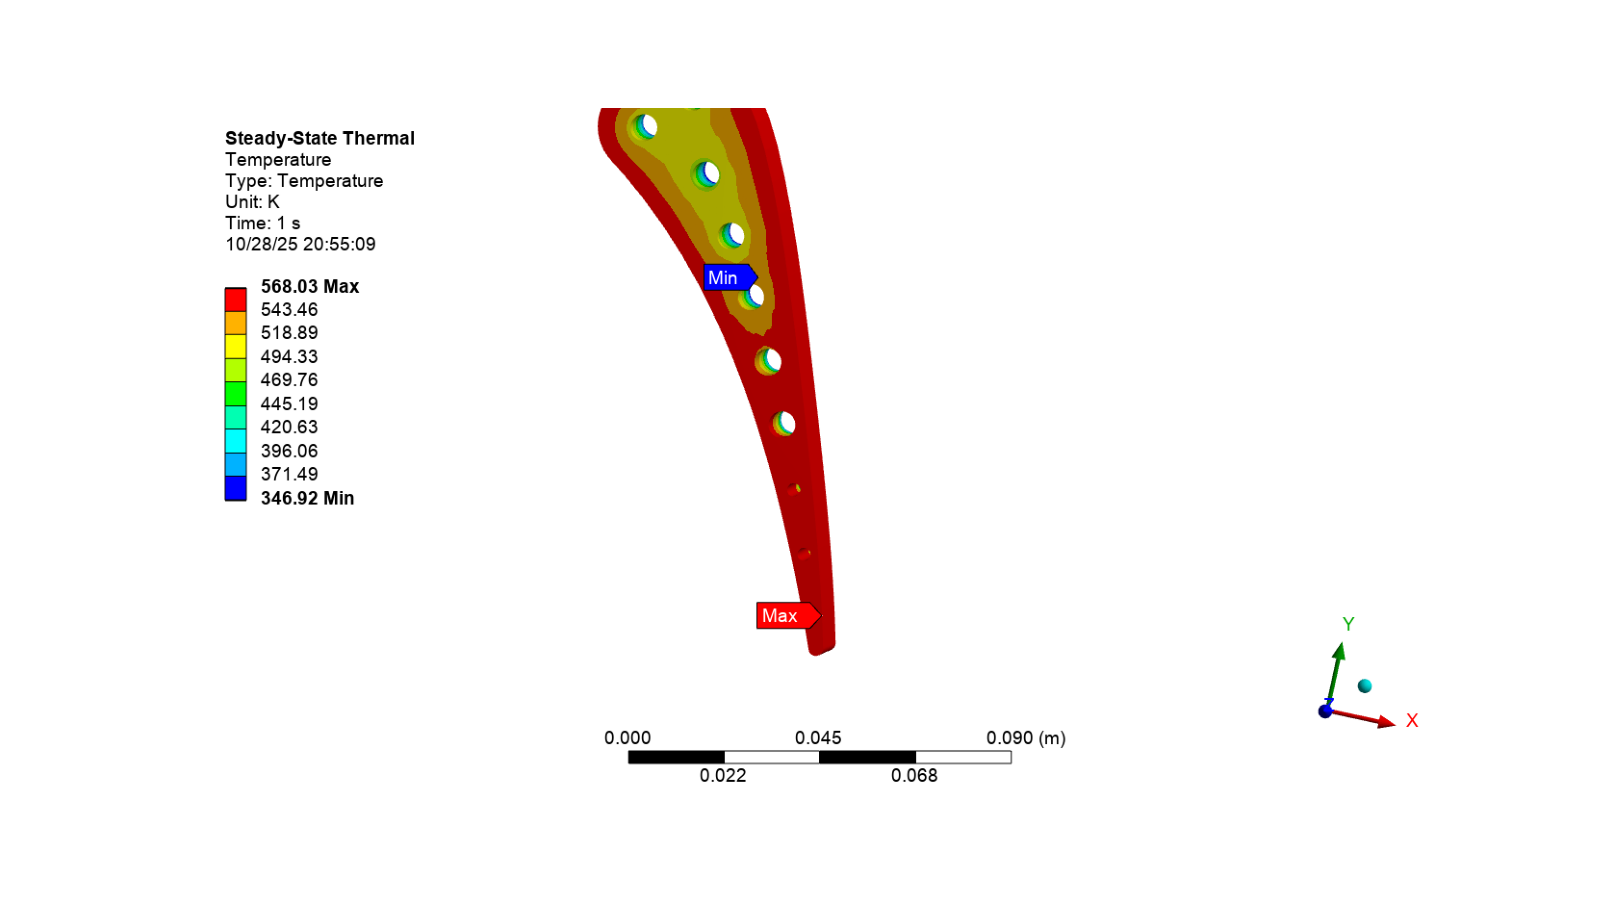 Steady-State Thermal
Temperature
Type: Temperature
Unit: K
Time: 1 s
10/28/25 20:55:09
568.03 Max
543.46
518.89
494.33
469.76
445.19
420.63
396.06
371.49
346.92 Min
Min
Max
0.000
0.045
0.090 (m)
0.022
0.068
Y
Z
X